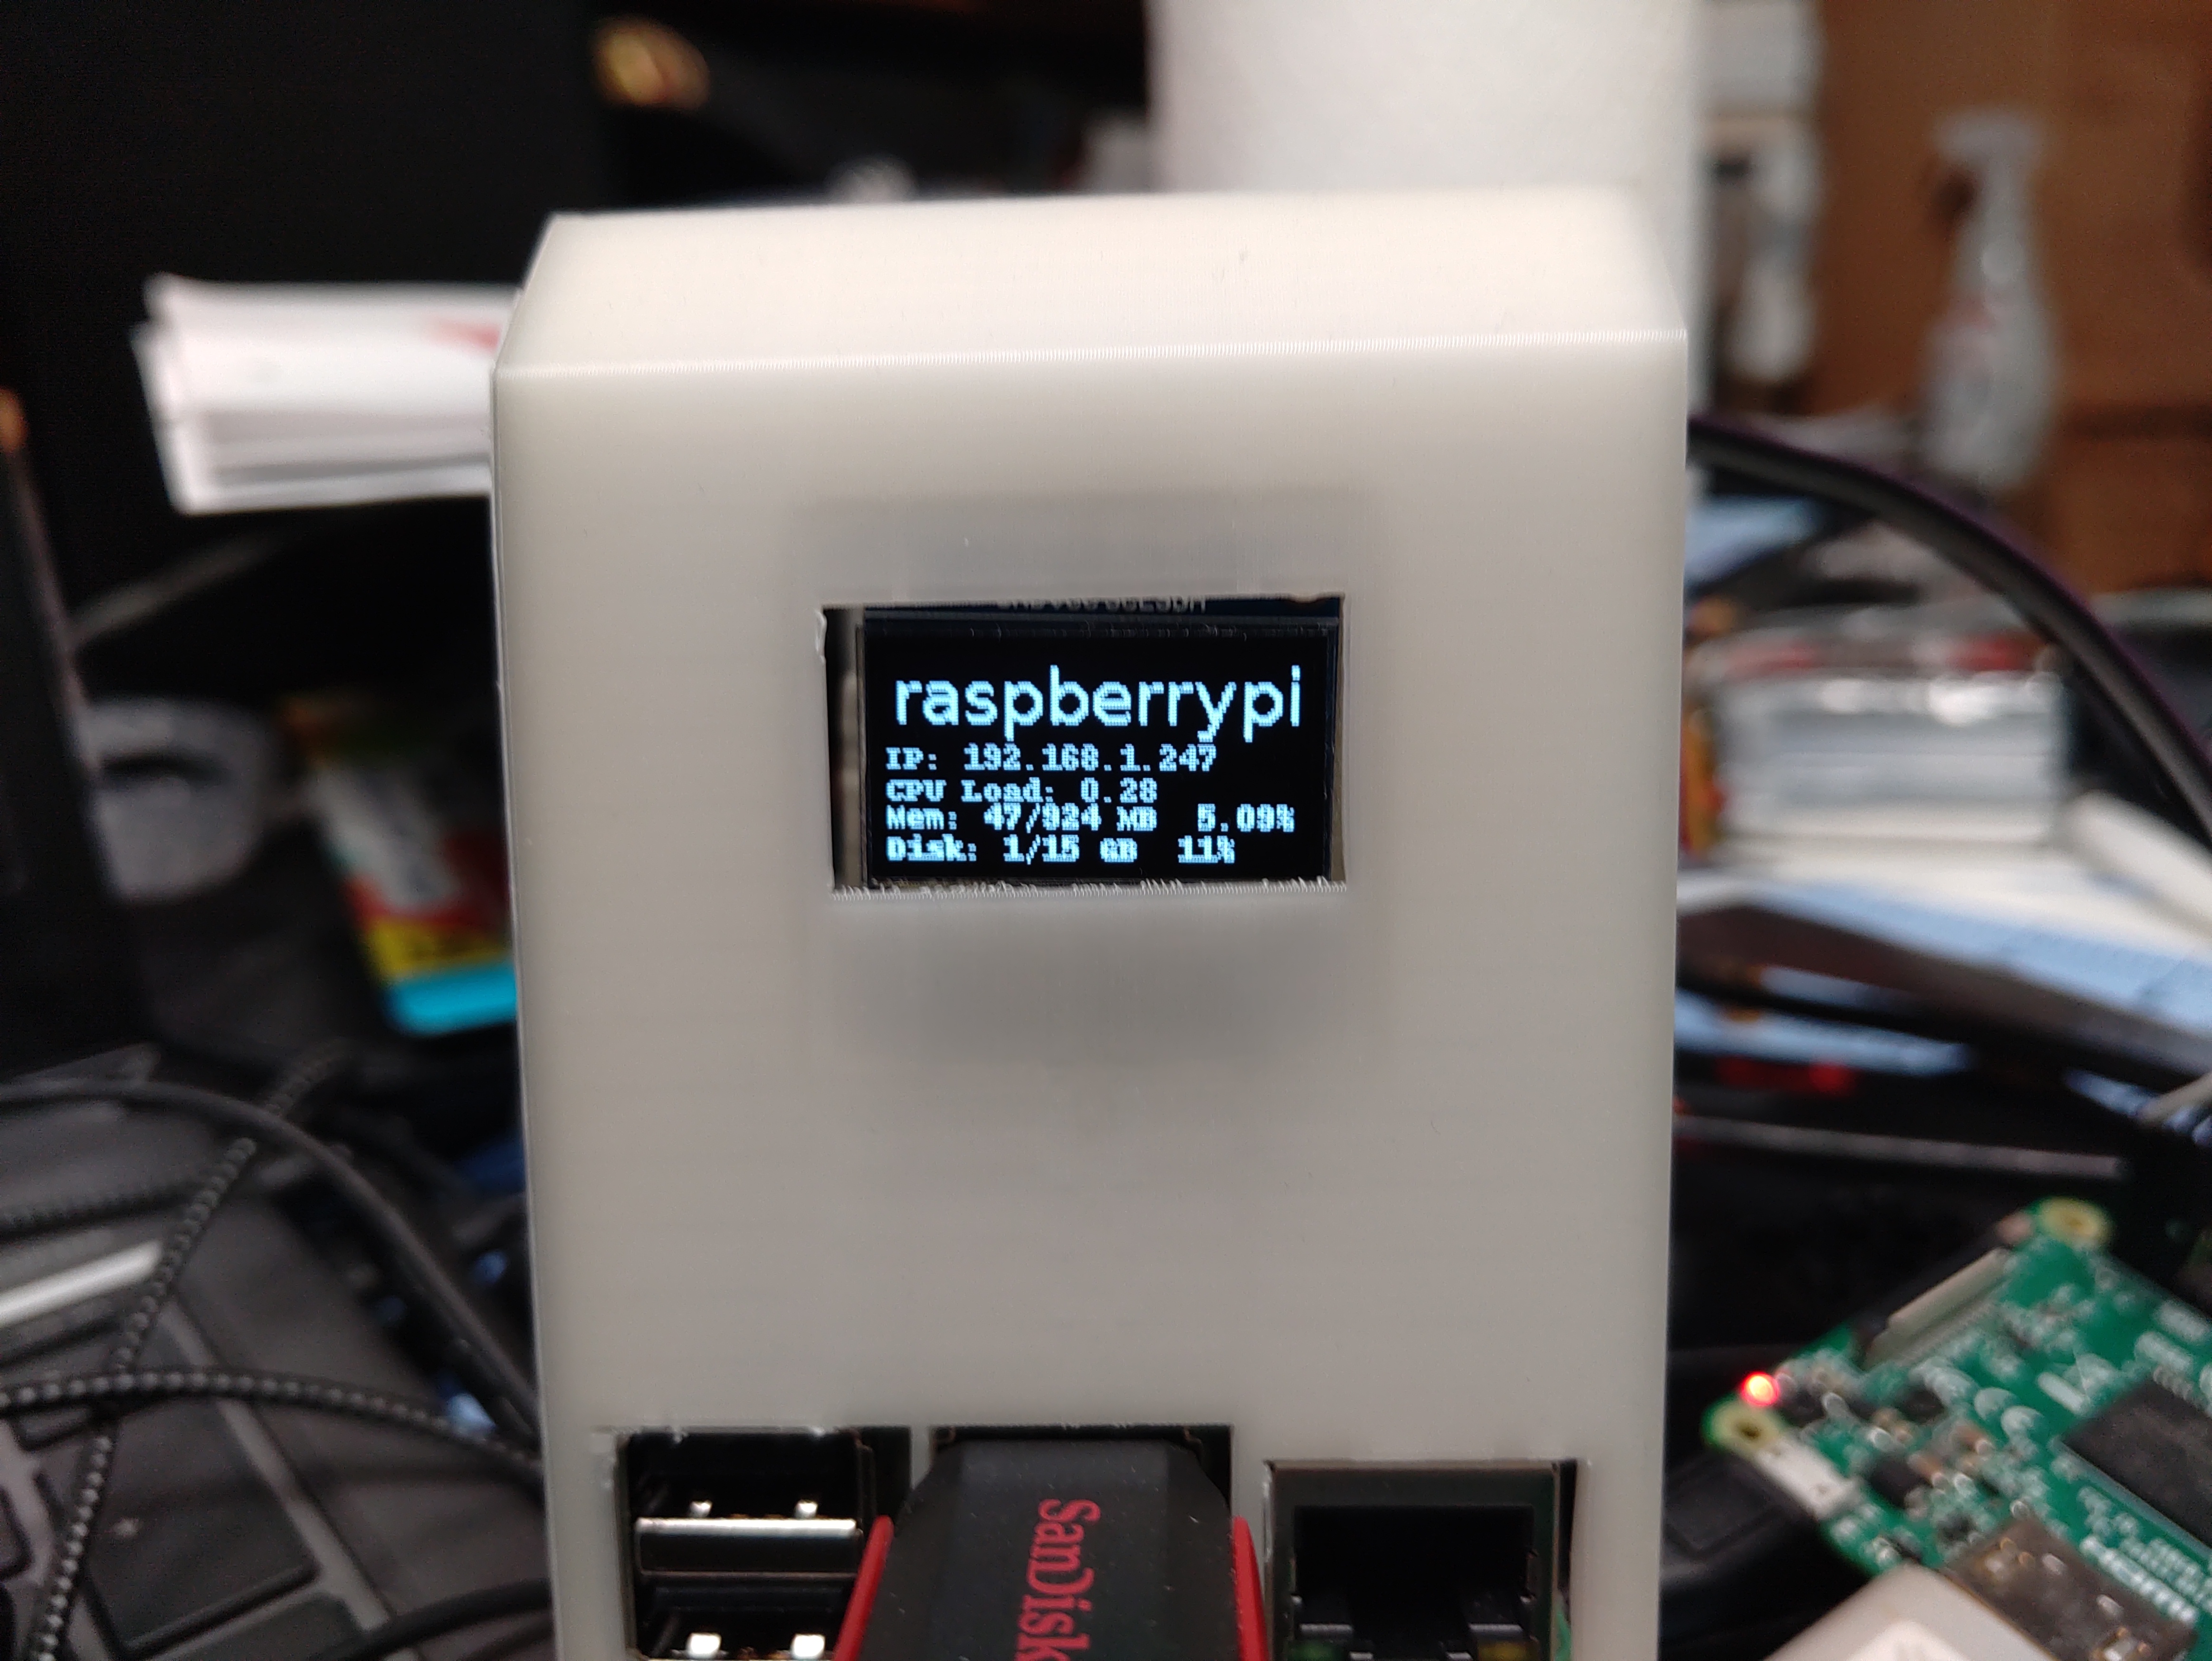 raspberrypi
IP: 192.168.1.247
CPU Load: 0.28
Mem: 47/924 MB 5.09%
Disk: 1/15 GB 11%
SanDisk